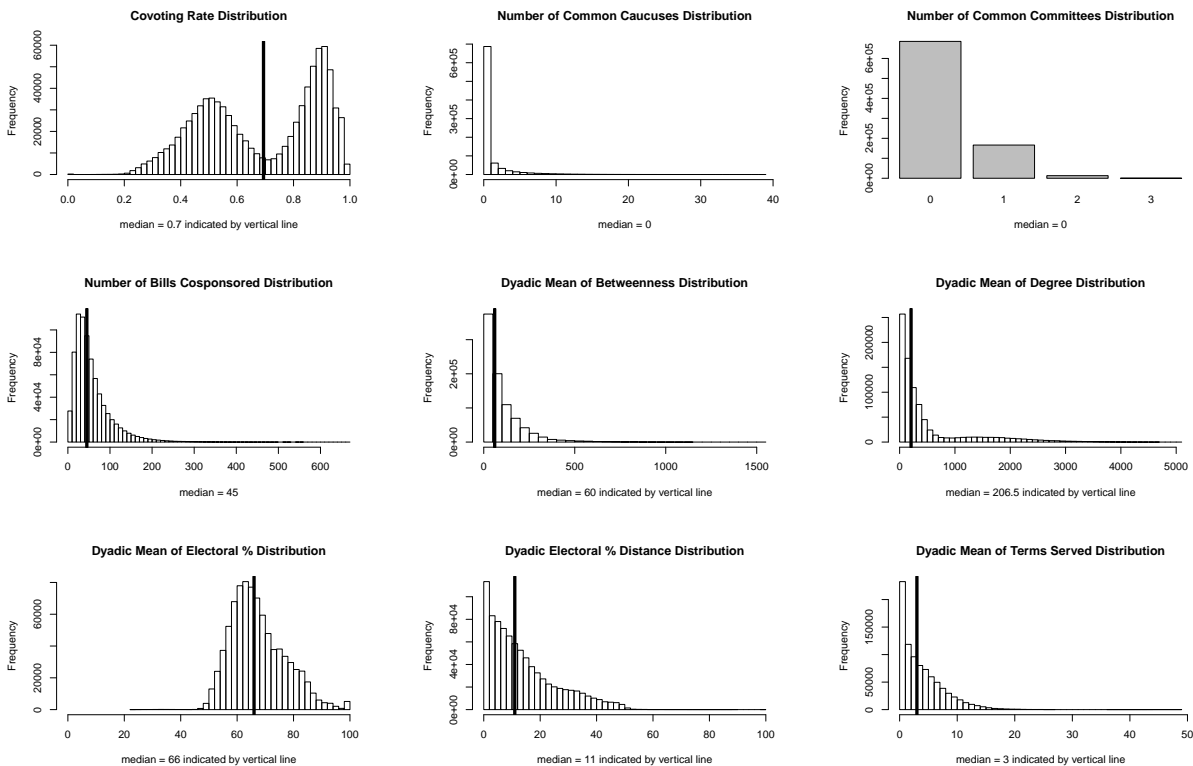 Covoting Rate Distribution
Frequency
60000
40000
20000
0
0.0 0.2 0.4 0.6 0.8 1.0
median = 0.7 indicated by vertical line
Number of Common Caucuses Distribution
Frequency
6e+05
3e+05
0e+00
0 10 20 30 40
median = 0
Number of Common Committees Distribution
Frequency
6e+05
4e+05
2e+05
0e+00
0 1 2 3
median = 0
Number of Bills Cosponsored Distribution
Frequency
8e+04
4e+04
0e+00
0 100 200 300 400 600
median = 45
Dyadic Mean of Betweenness Distribution
Frequency
2e+05
0e+00
0 500 1000 1500
median = 60 indicated by vertical line
Dyadic Mean of Degree Distribution
Frequency
200000
100000
0
0 1000 2000 3000 4000 5000
median = 206.5 indicated by vertical line
Dyadic Mean of Electoral % Distribution
Frequency
60000
20000
0
0 20 40 60 80 100
median = 66 indicated by vertical line
Dyadic Electoral % Distance Distribution
Frequency
8e+04
4e+04
0e+00
0 20 40 60 80 100
median = 11 indicated by vertical line
Dyadic Mean of Terms Served Distribution
Frequency
150000
50000
0
0 10 20 30 40 50
median = 3 indicated by vertical line